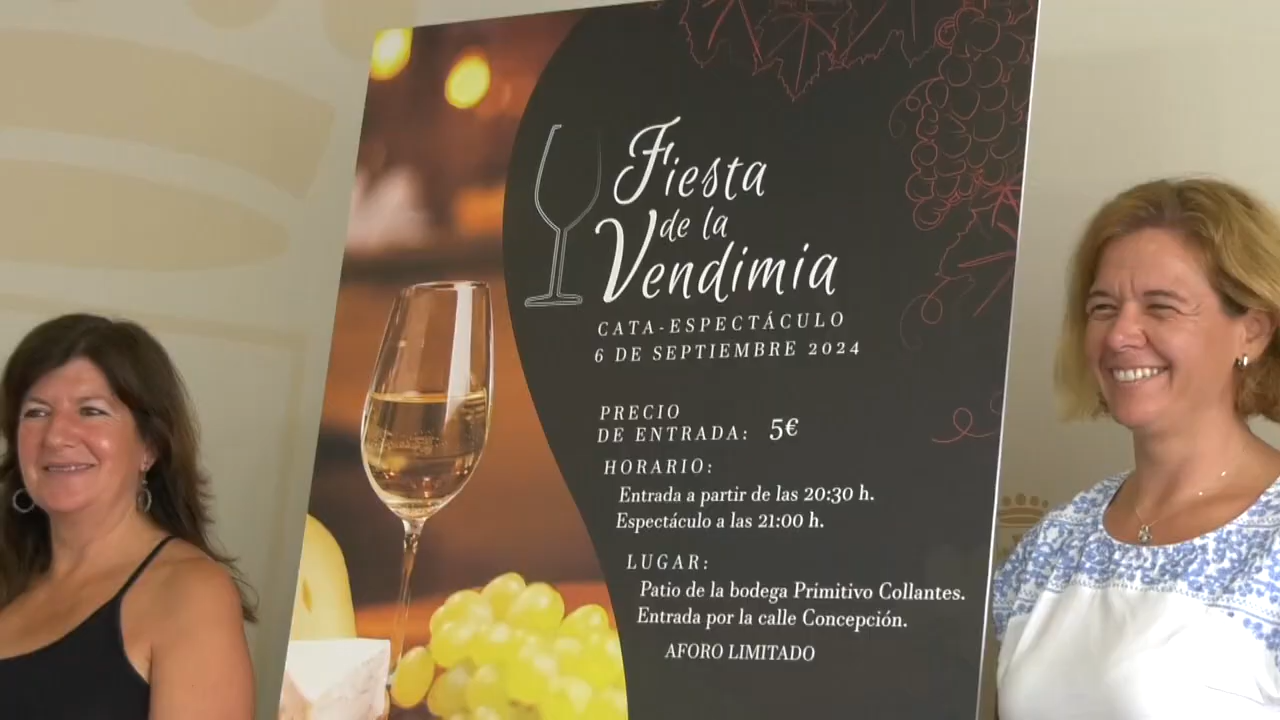 Fiesta
de la
Vendimia
CATA-ESPECTÁCULO
6 DE SEPTIEMBRE 2024
PRECIO
DE ENTRADA: 5€
HORARIO:
Entrada a partir de las 20:30 h.
Espectáculo a las 21:00 h.
LUGAR:
Patio de la bodega Primitivo Collantes.
Entrada por la calle Concepción.
AFORO LIMITADO